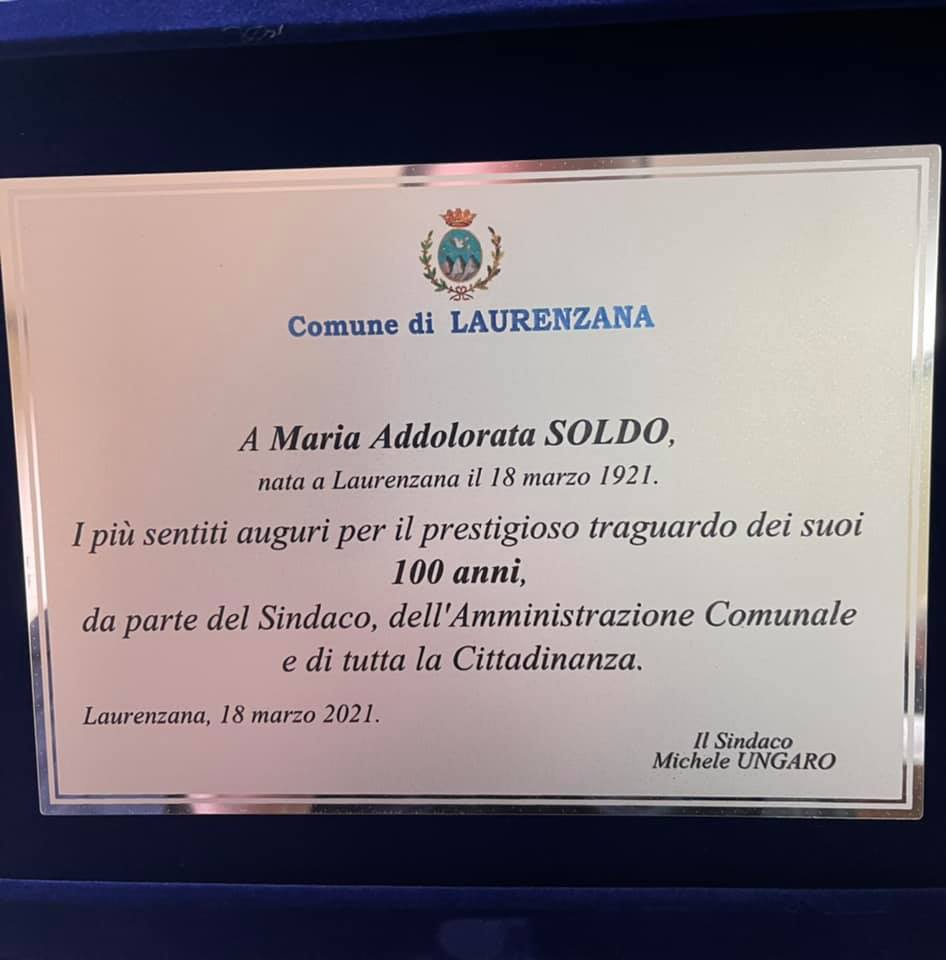 Comune di LAURENZANA
A Maria Addolorata SOLDO,
nata a Laurenzana il 18 marzo 1921.
I più sentiti auguri per il prestigioso traguardo dei suoi
100 anni,
da parte del Sindaco, dell'Amministrazione Comunale
e di tutta la Cittadinanza.
Laurenzana, 18 marzo 2021.
Il Sindaco
Michele UNGARO